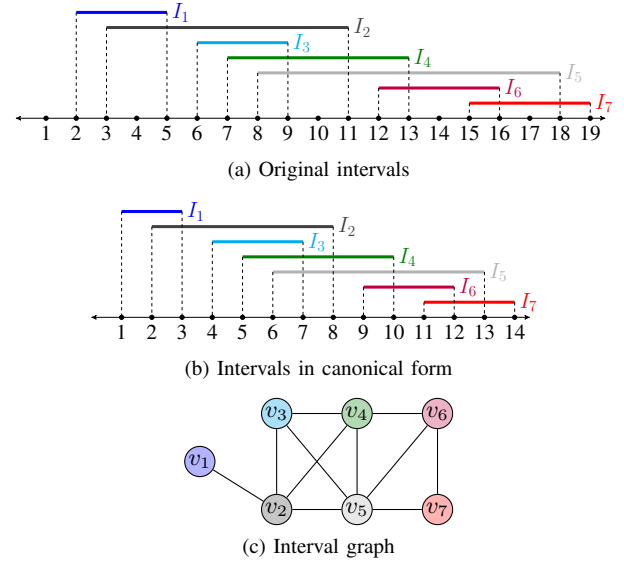 I1
I2
I3
I4
I5
I6
I7
1 2 3 4 5 6 7 8 9 10 11 12 13 14 15 16 17 18 19
(a) Original intervals
I1
I2
I3
I4
I5
I6
I7
1 2 3 4 5 6 7 8 9 10 11 12 13 14
(b) Intervals in canonical form
v3 v4 v6
v1
v2 v5 v7
(c) Interval graph